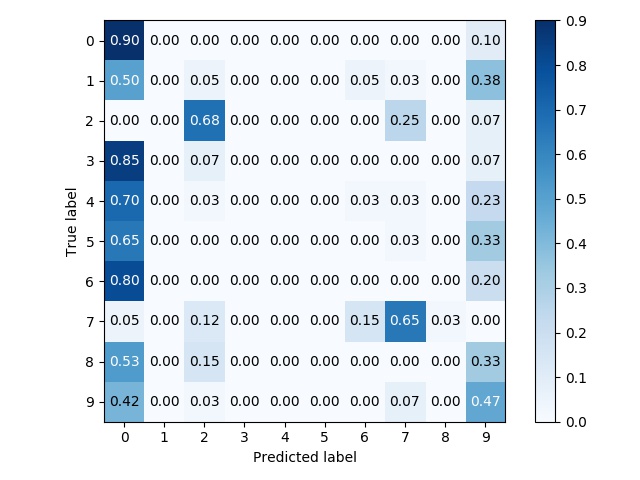 0 0.90 0.00 0.00 0.00 0.00 0.00 0.00 0.00 0.00 0.10
1 0.50 0.00 0.05 0.00 0.00 0.00 0.05 0.03 0.00 0.38
2 0.00 0.00 0.68 0.00 0.00 0.00 0.00 0.25 0.00 0.07
3 0.85 0.00 0.07 0.00 0.00 0.00 0.00 0.00 0.00 0.07
4 0.70 0.00 0.03 0.00 0.00 0.00 0.03 0.03 0.00 0.23
5 0.65 0.00 0.00 0.00 0.00 0.00 0.00 0.03 0.00 0.33
6 0.80 0.00 0.00 0.00 0.00 0.00 0.00 0.00 0.00 0.20
7 0.05 0.00 0.12 0.00 0.00 0.00 0.15 0.65 0.03 0.00
8 0.53 0.00 0.15 0.00 0.00 0.00 0.00 0.00 0.00 0.33
9 0.42 0.00 0.03 0.00 0.00 0.00 0.00 0.07 0.00 0.47
0 1 2 3 4 5 6 7 8 9
Predicted label
True label
0.9
0.8
0.7
0.6
0.5
0.4
0.3
0.2
0.1
0.0